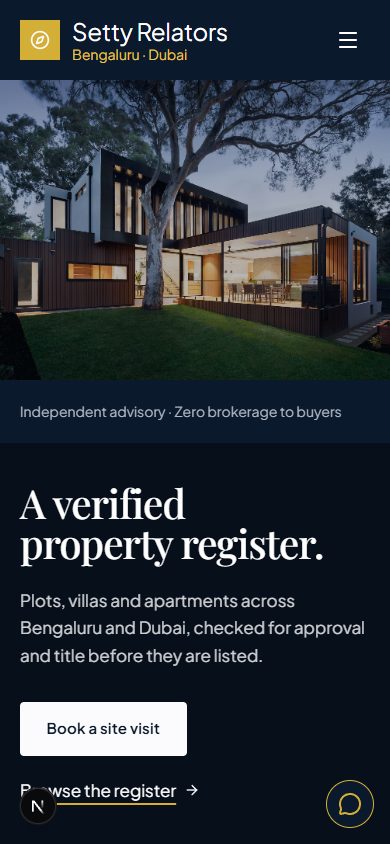 Setty Relators
Bengaluru · Dubai
Independent advisory · Zero brokerage to buyers
A verified
property register.
Plots, villas and apartments across
Bengaluru and Dubai, checked for approval
and title before they are listed.
Book a site visit
Browse the register →
N